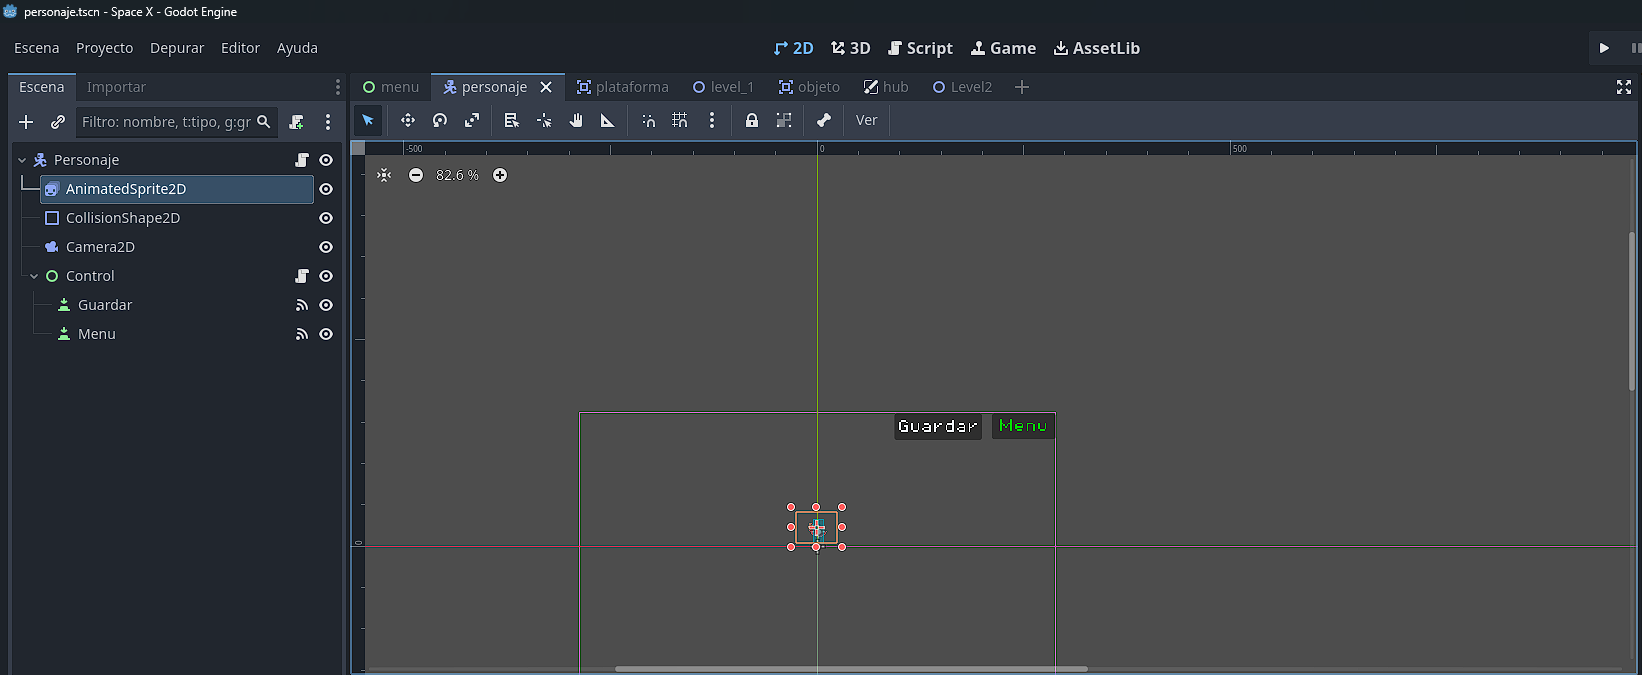 personaje.tscn - Space X - Godot Engine
Escena Proyecto Depurar Editor Ayuda
2D 3D Script Game AssetLib
Escena Importar
menu personaje plataforma level_1 objeto hub Level2
Filtro: nombre, t:tipo, g:gr
Ver
-500 0 500
82.6 %
Personaje
AnimatedSprite2D
CollisionShape2D
Camera2D
Control
Guardar
Menu
Guardar Menu
0